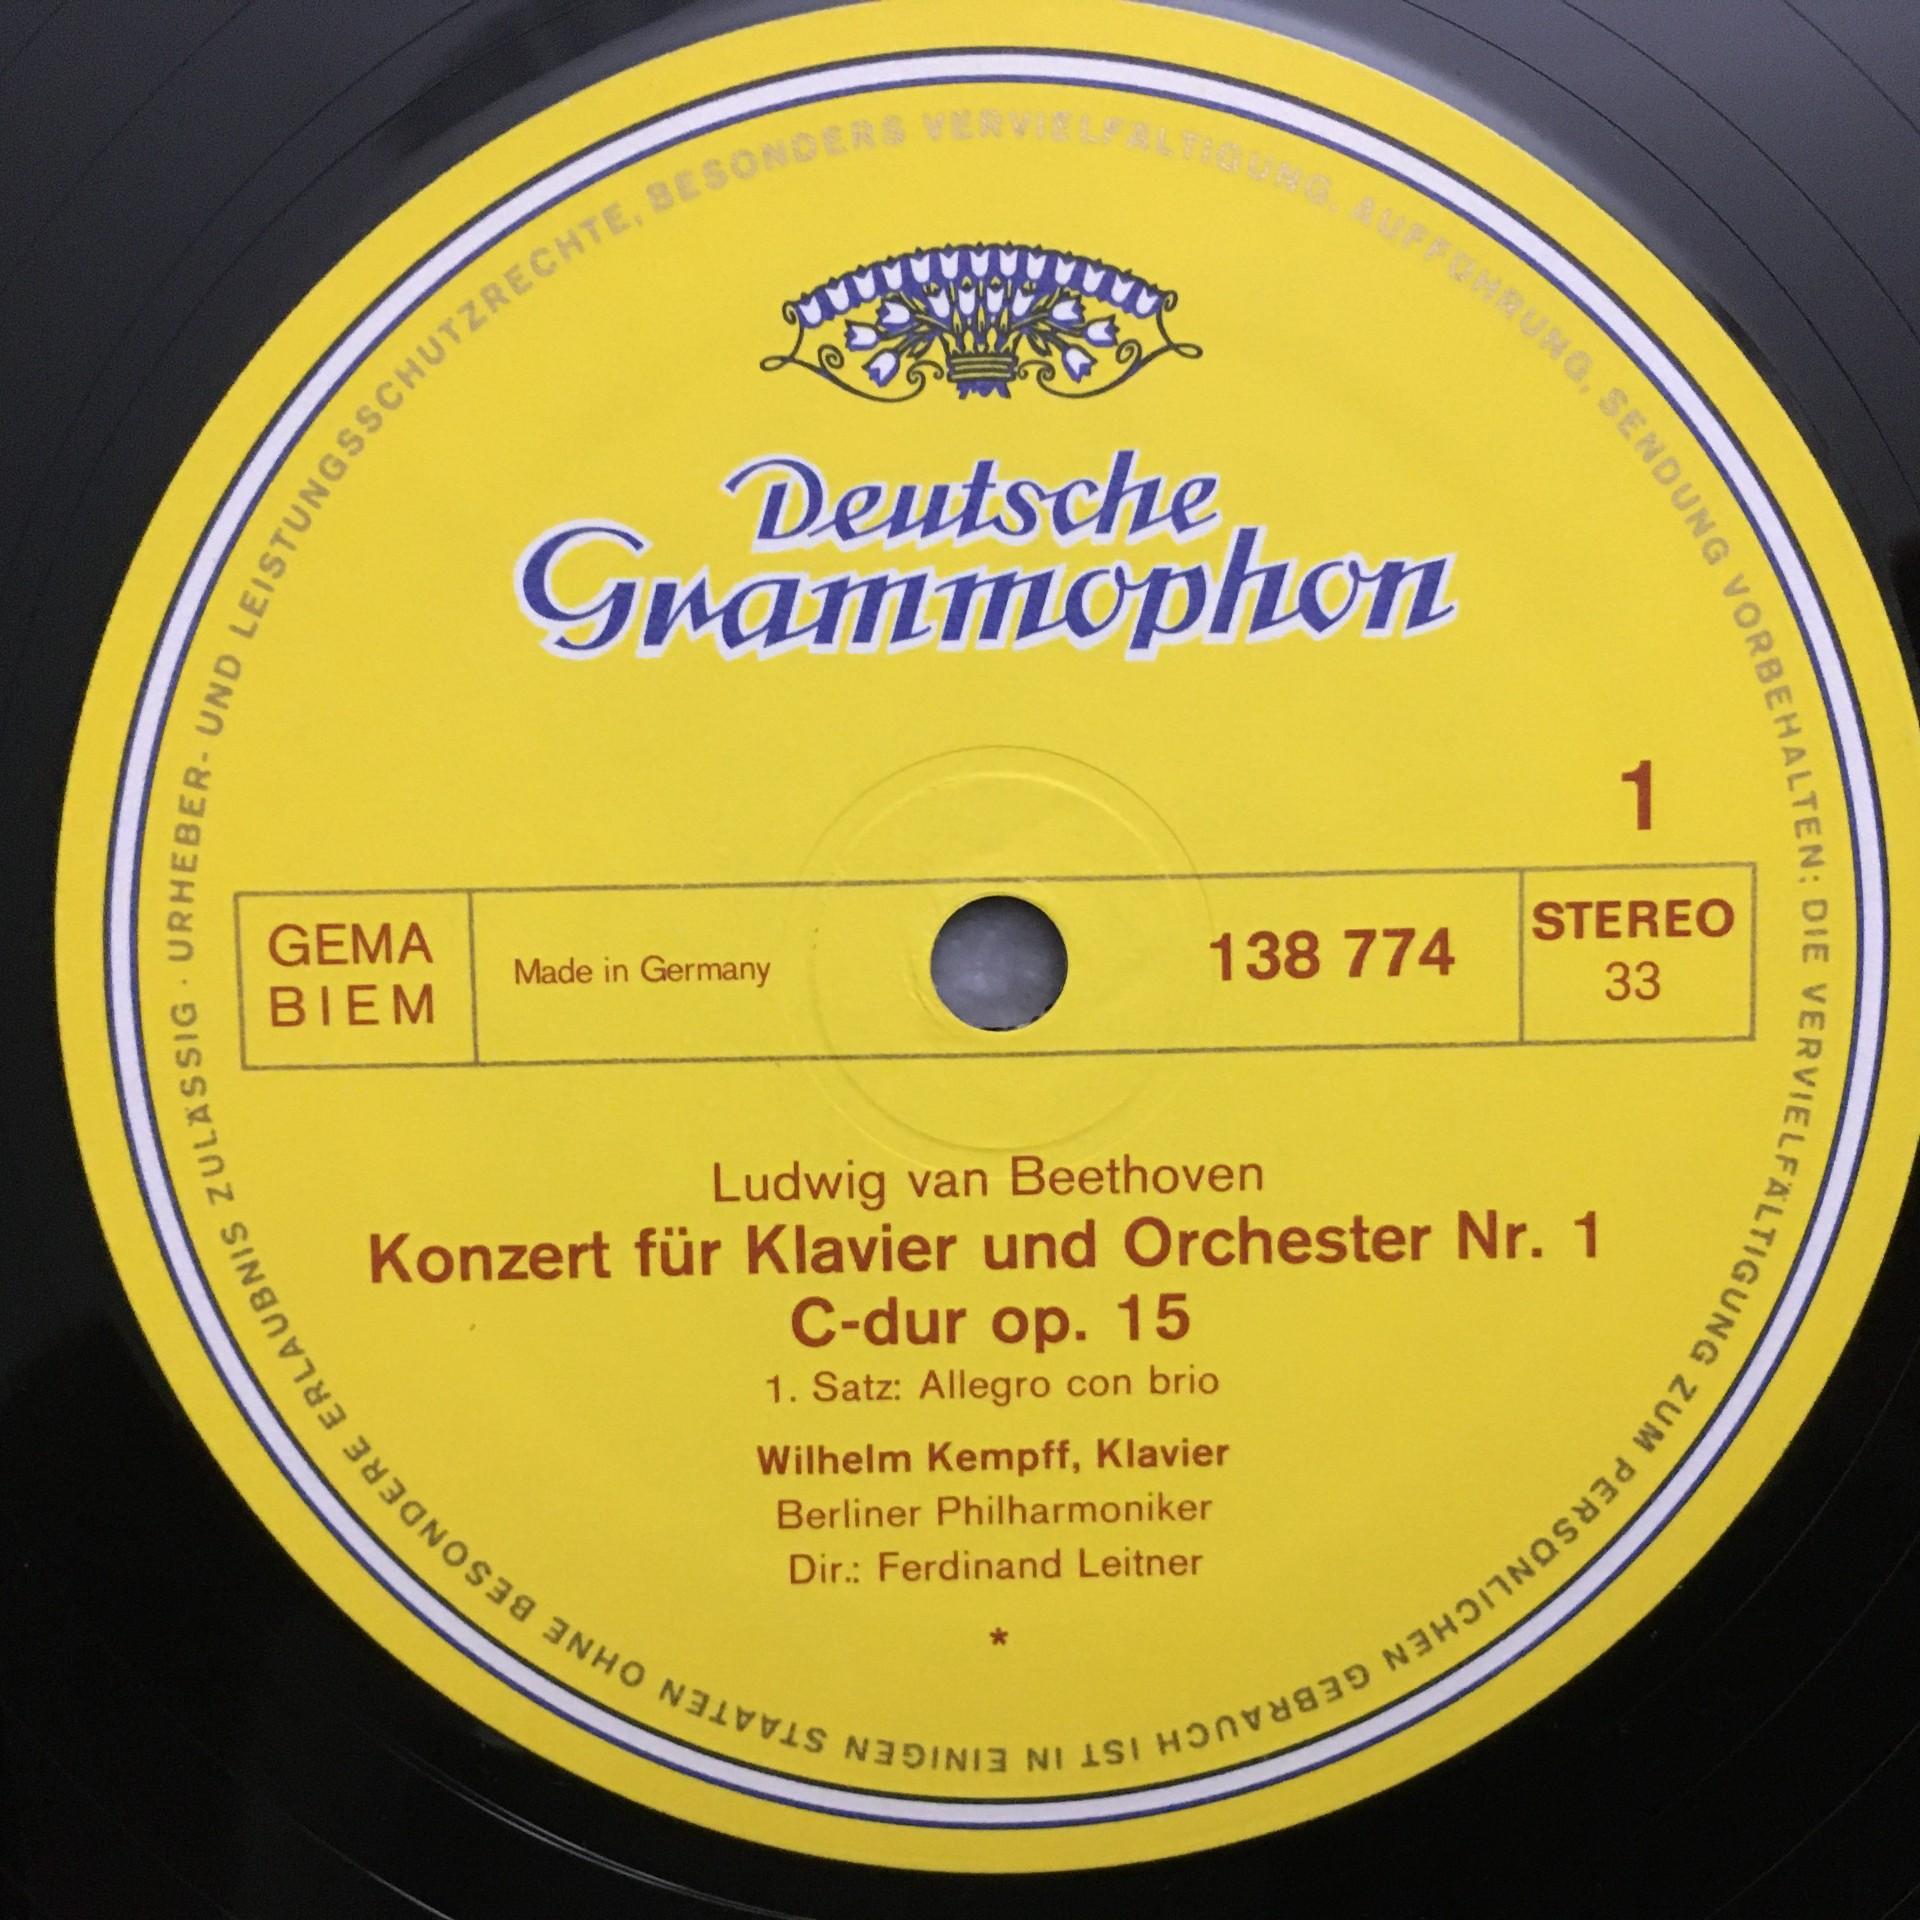 URHEBER- UND LEISTUNGSSCHUTZRECHTE, BESONDERS VERVIELFÄLTIGUNG, AUFFÜHRUNG, SENDUNG VORBEHALTEN: DIE VERVIELFÄLTIGUNG ZUM PERSÖNLICHEN GEBRAUCH IST IN EINIGEN STAATEN OHNE BESONDERE ERLAUBNIS ZULÄSSIG ·
Deutsche
Grammophon
1
GEMA
BIEM
Made in Germany
138 774
STEREO
33
Ludwig van Beethoven
Konzert für Klavier und Orchester Nr. 1
C-dur op. 15
1. Satz: Allegro con brio
Wilhelm Kempff, Klavier
Berliner Philharmoniker
Dir.: Ferdinand Leitner
*